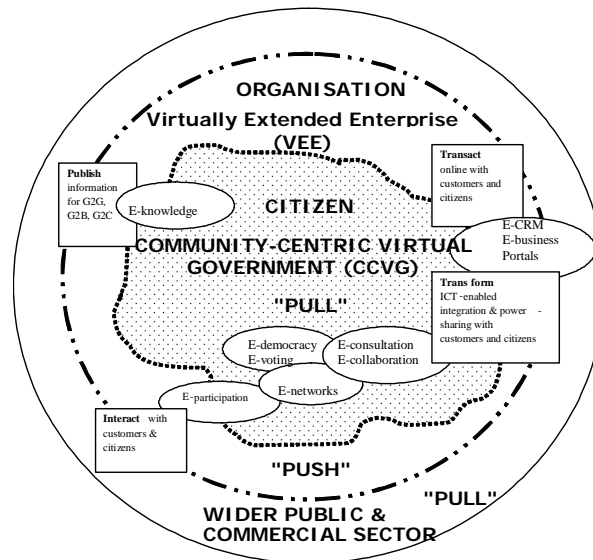 ORGANISATION
Virtually Extended Enterprise
(VEE)
Publish
information
for G2G,
G2B, G2C
E-knowledge
Transact
online with
customers and
citizens
CITIZEN
E-CRM
E-business
Portals
COMMUNITY-CENTRIC VIRTUAL
GOVERNMENT (CCVG)
Trans form
ICT -enabled
integration & power -
sharing with
customers and citizens
"PULL"
E-democracy
E-voting
E-consultation
E-collaboration
E-networks
E-participation
Interact with
customers &
citizens
"PUSH"
"PULL"
WIDER PUBLIC &
COMMERCIAL SECTOR